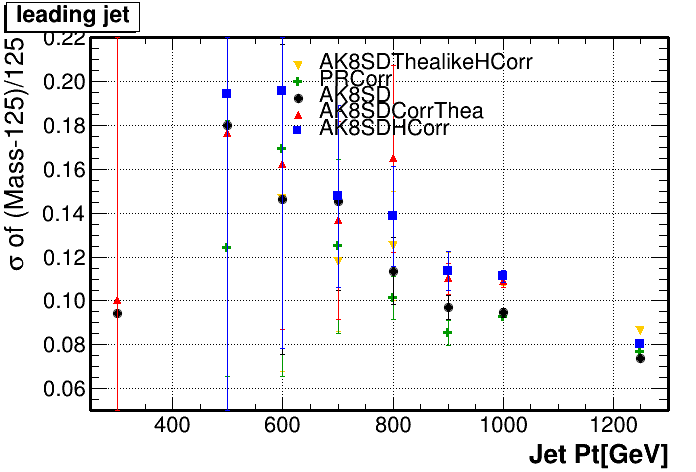 leading jet
σ of (Mass-125)/125
0.22
0.20
0.18
0.16
0.14
0.12
0.10
0.08
0.06
AK8SDThealikeHCorr
PRCorr
AK8SD
AK8SDCorrThea
AK8SDHCorr
400 600 800 1000 1200
Jet Pt[GeV]